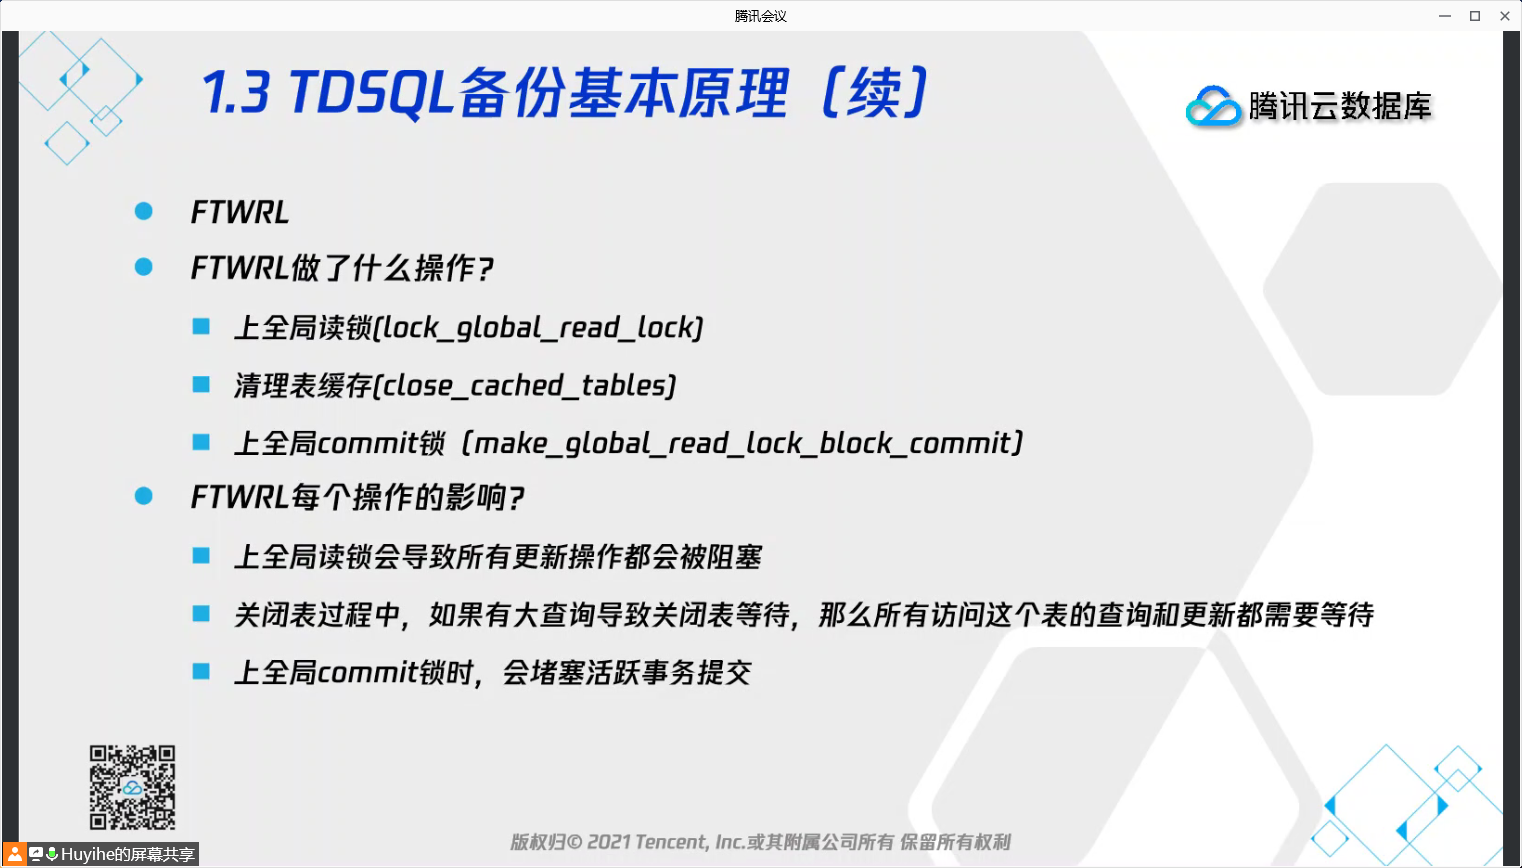 腾讯会议
1.3 TDSQL备份基本原理（续）
腾讯云数据库
FTWRL
FTWRL做了什么操作？
上全局读锁(lock_global_read_lock)
清理表缓存(close_cached_tables)
上全局commit锁（make_global_read_lock_block_commit）
FTWRL每个操作的影响？
上全局读锁会导致所有更新操作都会被阻塞
关闭表过程中，如果有大查询导致关闭表等待，那么所有访问这个表的查询和更新都需要等待
上全局commit锁时，会堵塞活跃事务提交
版权归© 2021 Tencent, Inc.或其附属公司所有 保留所有权利
Huyihe的屏幕共享